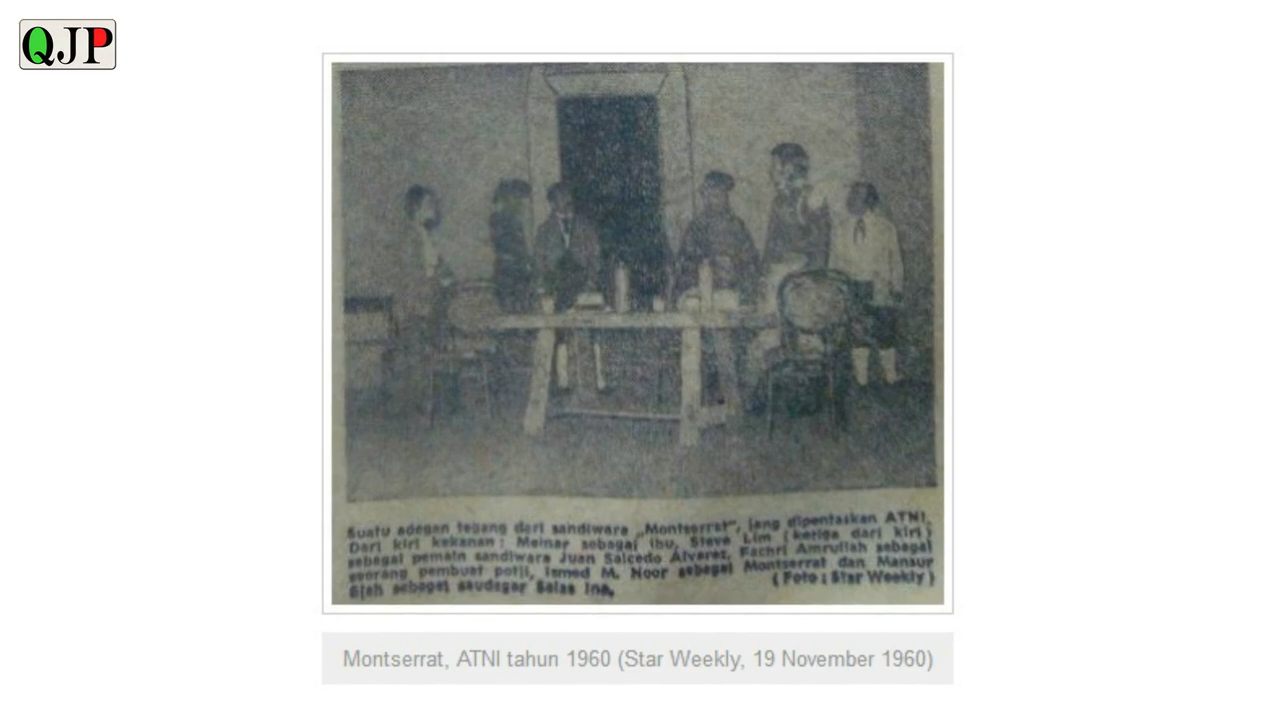 QJP
Suatu adegan tegang dari sandiwara „Montserrat", jang dipentaskan ATNI.
Dari kiri kekanan: Meinar sebagai Ibu, Steve Lim (ketiga dari kiri)
sebagai pemain sandiwara Juan Salcedo Alvarez, Fachri Amrullah sebagai
seorang pembuat potji, Ismed M. Noor sebagai Montserrat dan Mansur
Sjah sebagai saudagar Salas Ina. (Foto: Star Weekly)
Montserrat, ATNI tahun 1960 (Star Weekly, 19 November 1960)